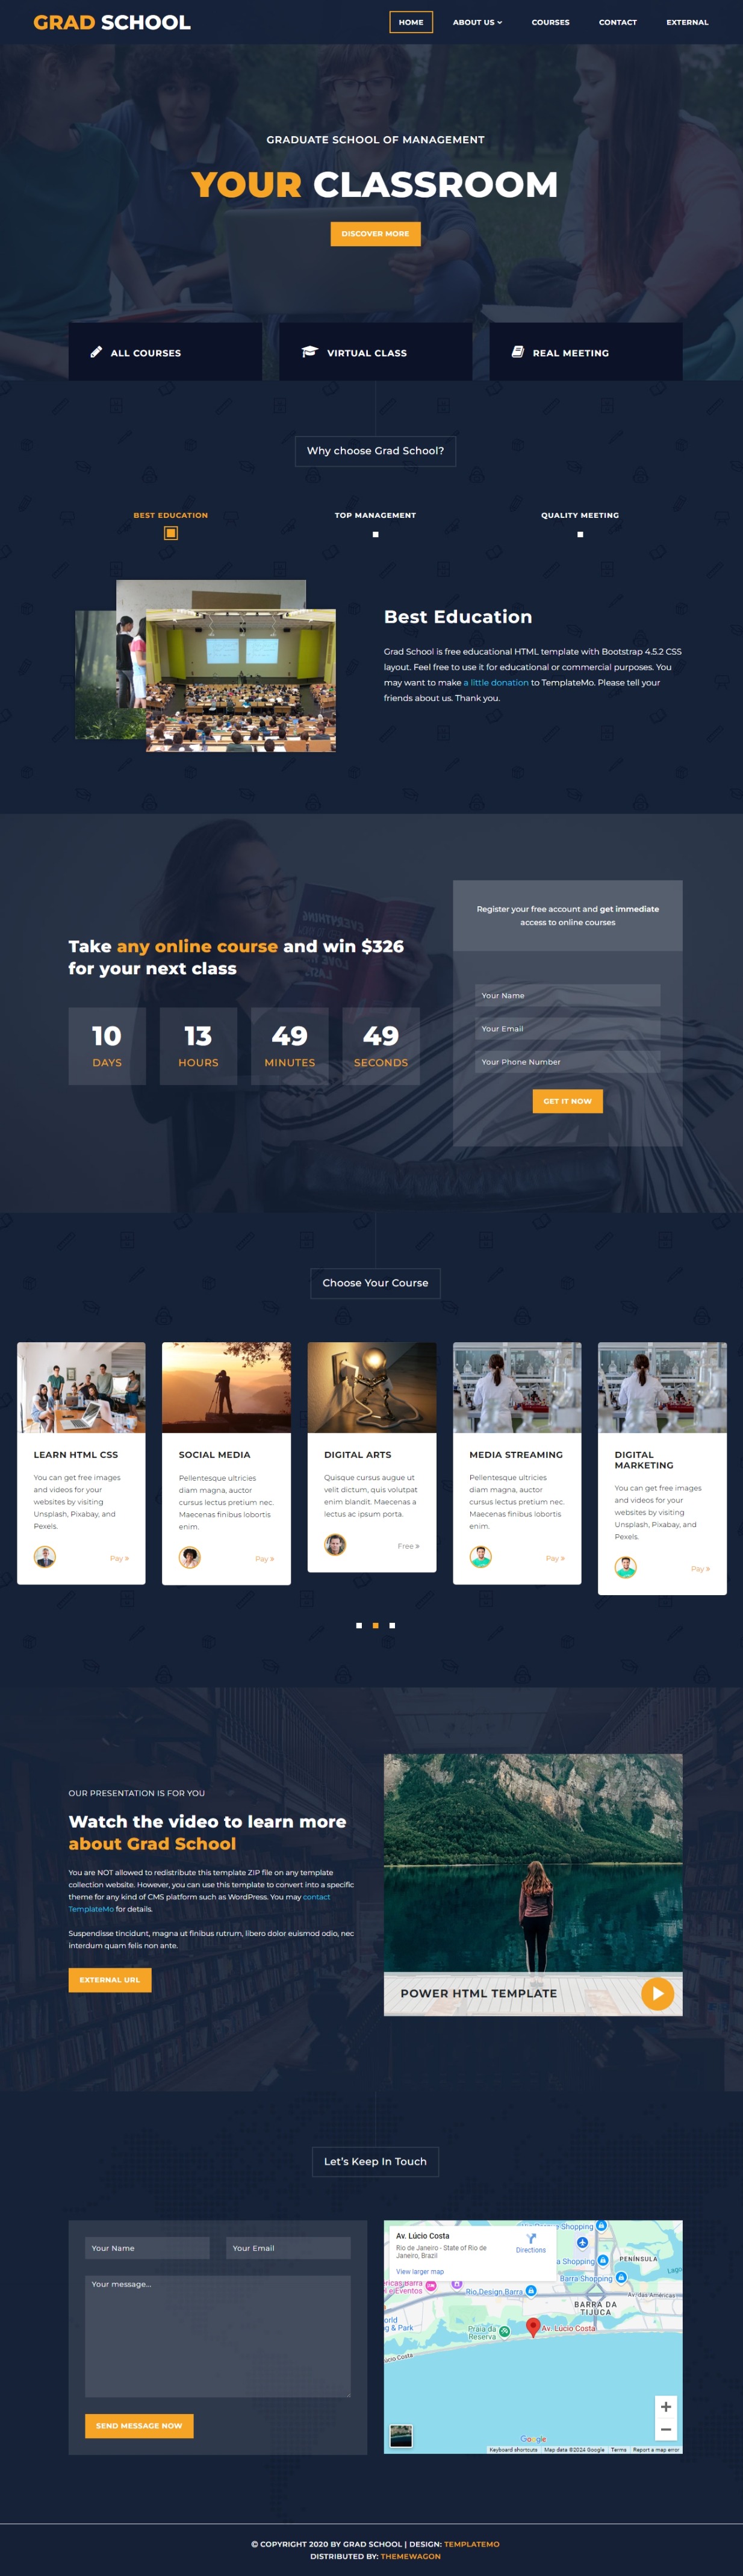 GRAD SCHOOL
HOME
ABOUT US
COURSES
CONTACT
EXTERNAL
GRADUATE SCHOOL OF MANAGEMENT
YOUR CLASSROOM
DISCOVER MORE
ALL COURSES
VIRTUAL CLASS
REAL MEETING
Why choose Grad School?
BEST EDUCATION
TOP MANAGEMENT
QUALITY MEETING
Best Education
Grad School is free educational HTML template with Bootstrap 4.5.2 CSS
layout. Feel free to use it for educational or commercial purposes. You
may want to make a little donation to TemplateMo. Please tell your
friends about us. Thank you.
Take any online course and win $326
for your next class
10
DAYS
13
HOURS
49
MINUTES
49
SECONDS
Register your free account and get immediate
access to online courses
Your Name
Your Email
Your Phone Number
GET IT NOW
Choose Your Course
LEARN HTML CSS
You can get free images
and videos for your
websites by visiting
Unsplash, Pixabay, and
Pexels.
Pay »
SOCIAL MEDIA
Pellentesque ultricies
diam magna, auctor
cursus lectus pretium nec.
Maecenas finibus lobortis
enim.
Pay »
DIGITAL ARTS
Quisque cursus augue ut
velit dictum, quis volutpat
enim blandit. Maecenas a
lectus ac ipsum porta.
Free »
MEDIA STREAMING
Pellentesque ultricies
diam magna, auctor
cursus lectus pretium nec.
Maecenas finibus lobortis
enim.
Pay »
DIGITAL
MARKETING
You can get free images
and videos for your
websites by visiting
Unsplash, Pixabay, and
Pexels.
Pay »
OUR PRESENTATION IS FOR YOU
Watch the video to learn more
about Grad School
You are NOT allowed to redistribute this template ZIP file on any template
collection website. However, you can use this template to convert into a specific
theme for any kind of CMS platform such as WordPress. You may contact
TemplateMo for details.
Suspendisse tincidunt, magna ut finibus rutrum, libero dolor euismod odio, nec
interdum quam felis non ante.
EXTERNAL URL
POWER HTML TEMPLATE
Let's Keep In Touch
Your Name
Your Email
Your message...
SEND MESSAGE NOW
Av. Lúcio Costa
Rio de Janeiro - State of Rio de
Janeiro, Brazil
Directions
View larger map
Shopping
Shopping
PENÍNSULA
Barra Shopping
Rio Design Barra
Av. das Américas
BARRA DA
TIJUCA
Praia da
Reserva
Av. Lúcio Costa
Google
Keyboard shortcuts
Map data ©2024 Google
Terms
Report a map error
© COPYRIGHT 2020 BY GRAD SCHOOL | DESIGN: TEMPLATEMO
DISTRIBUTED BY: THEMEWAGON